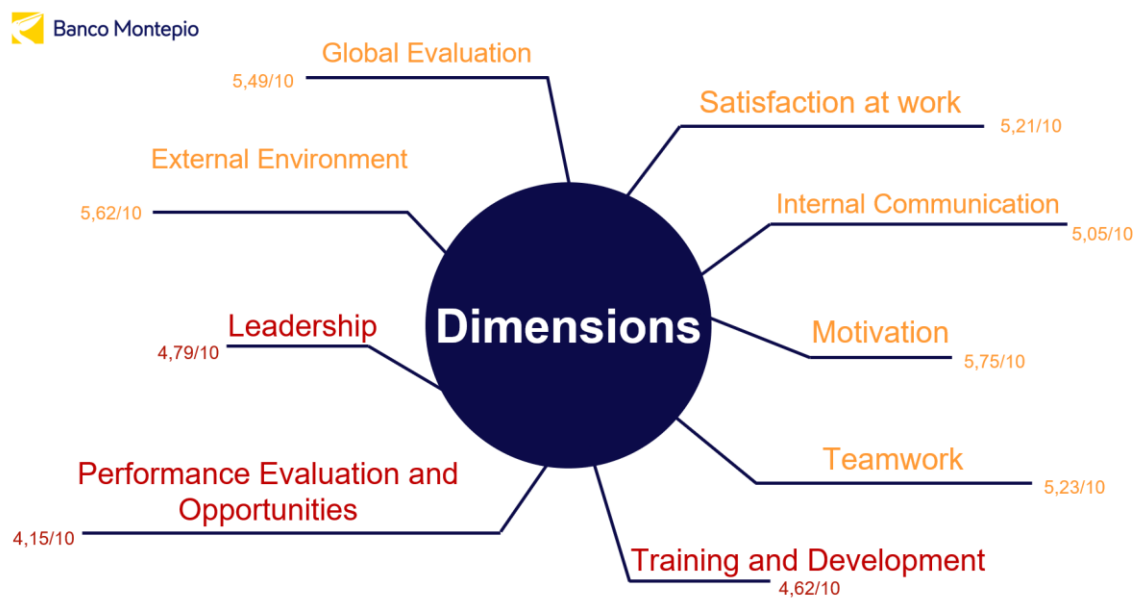 Banco Montepio
Global Evaluation
5,49/10
Satisfaction at work
5,21/10
External Environment
5,62/10
Internal Communication
5,05/10
Dimensions
Leadership
4,79/10
Motivation
5,75/10
Teamwork
5,23/10
Performance Evaluation and
Opportunities
4,15/10
Training and Development
4,62/10